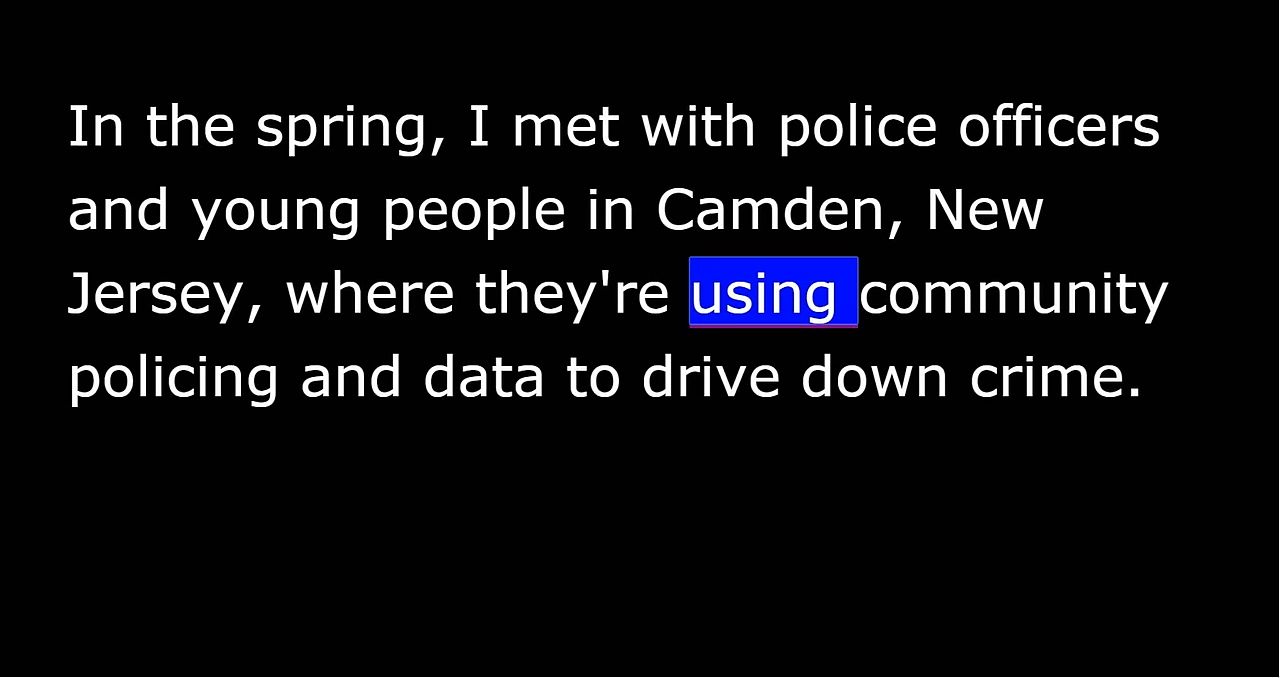 In the spring, I met with police officers
and young people in Camden, New
Jersey, where they're using community
policing and data to drive down crime.